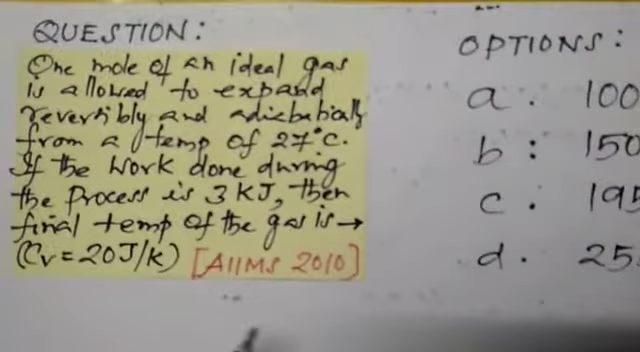 QUESTION:
One mole of an ideal gas
is allowed to expand
reversibly and adiabatically
from a temp of 27°C.
If the work done during
the Process is 3 KJ, then
final temp of the gas is →
(Cv = 20 J/k) [AIIMS 2010]
OPTIONS:
a. 100
b: 150
c. 195
d. 25